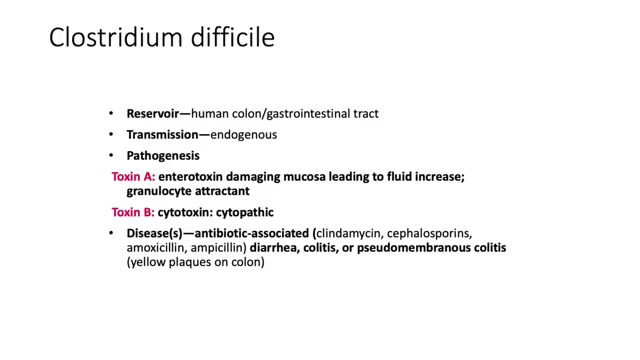 Clostridium difficile
• Reservoir—human colon/gastrointestinal tract
• Transmission—endogenous
• Pathogenesis
Toxin A: enterotoxin damaging mucosa leading to fluid increase;
granulocyte attractant
Toxin B: cytotoxin: cytopathic
• Disease(s)—antibiotic-associated (clindamycin, cephalosporins,
amoxicillin, ampicillin) diarrhea, colitis, or pseudomembranous colitis
(yellow plaques on colon)